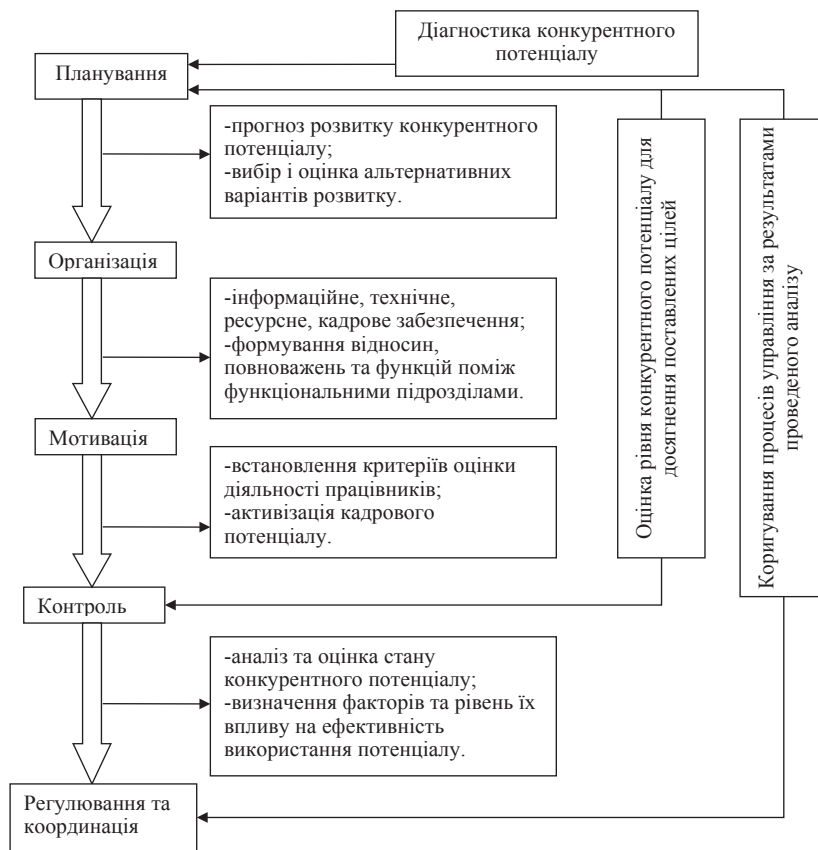 Діагностика конкурентного
потенціалу
Планування
-прогноз розвитку конкурентного
потенціалу;
-вибір і оцінка альтернативних
варіантів розвитку.
Організація
-інформаційне, технічне,
ресурсне, кадрове забезпечення;
-формування відносин,
повноважень та функцій поміж
функціональними підрозділами.
Мотивація
-встановлення критеріїв оцінки
діяльності працівників;
-активізація кадрового
потенціалу.
Контроль
-аналіз та оцінка стану
конкурентного потенціалу;
-визначення факторів та рівень їх
впливу на ефективність
використання потенціалу.
Регулювання та
координація
Оцінка рівня конкурентного потенціалу для
досягнення поставлених цілей
Коригування процесів управління за результатами
проведеного аналізу